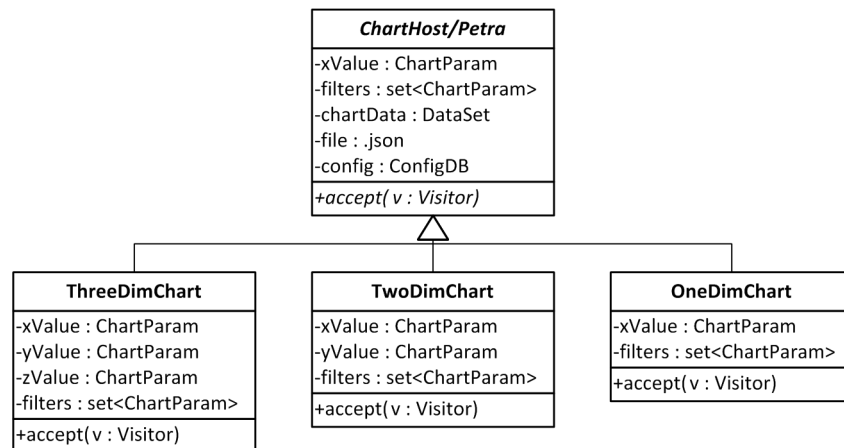 ChartHost/Petra
-xValue : ChartParam
-filters : set<ChartParam>
-chartData : DataSet
-file : .json
-config : ConfigDB
+accept( v : Visitor)
ThreeDimChart
-xValue : ChartParam
-yValue : ChartParam
-zValue : ChartParam
-filters : set<ChartParam>
+accept(v : Visitor)
TwoDimChart
-xValue : ChartParam
-yValue : ChartParam
-filters : set<ChartParam>
+accept(v : Visitor)
OneDimChart
-xValue : ChartParam
-filters : set<ChartParam>
+accept(v : Visitor)